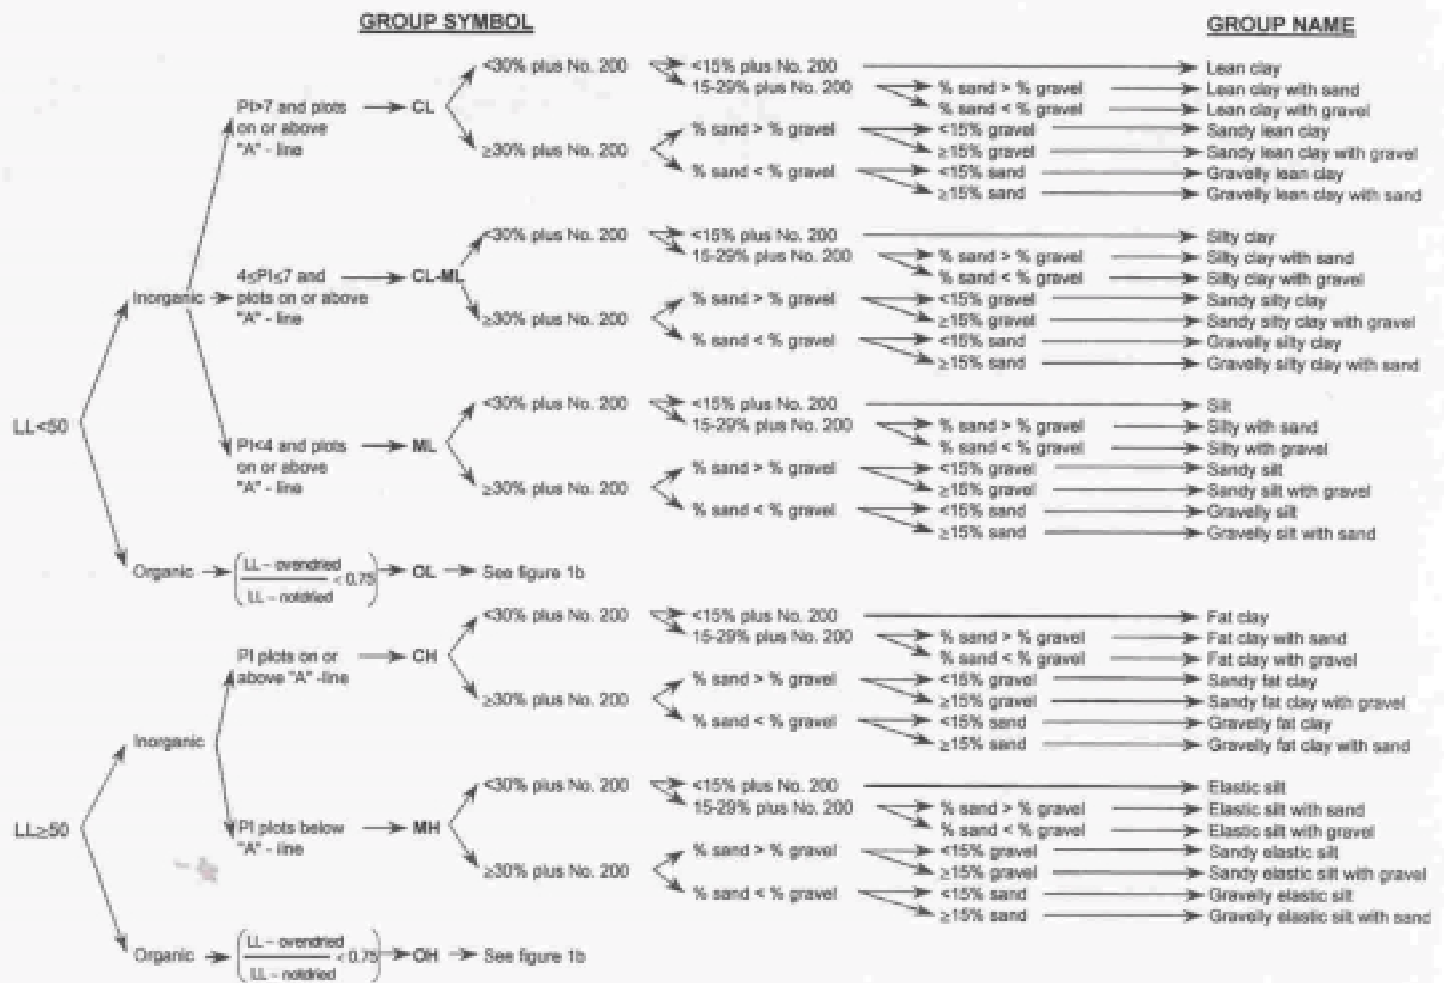 GROUP SYMBOL
GROUP NAME
<30% plus No. 200
<15% plus No. 200
Lean clay
15-29% plus No. 200
% sand > % gravel
Lean clay with sand
PI>7 and plots
on or above
"A" - line
CL
% sand < % gravel
Lean clay with gravel
≥30% plus No. 200
% sand > % gravel
<15% gravel
Sandy lean clay
≥15% gravel
Sandy lean clay with gravel
% sand < % gravel
<15% sand
Gravelly lean clay
≥15% sand
Gravelly lean clay with sand
<30% plus No. 200
<15% plus No. 200
Silty clay
15-29% plus No. 200
% sand > % gravel
Silty clay with sand
Inorganic
4≤PI≤7 and
plots on or above
"A" - line
CL-ML
% sand < % gravel
Silty clay with gravel
≥30% plus No. 200
% sand > % gravel
<15% gravel
Sandy silty clay
≥15% gravel
Sandy silty clay with gravel
% sand < % gravel
<15% sand
Gravelly silty clay
≥15% sand
Gravelly silty clay with sand
LL<50
<30% plus No. 200
<15% plus No. 200
Silt
15-29% plus No. 200
% sand > % gravel
Silty with sand
PI<4 and plots
on or above
"A" - line
ML
% sand < % gravel
Silty with gravel
≥30% plus No. 200
% sand > % gravel
<15% gravel
Sandy silt
≥15% gravel
Sandy silt with gravel
% sand < % gravel
<15% sand
Gravelly silt
≥15% sand
Gravelly silt with sand
Organic
LL - ovendried
LL - notdried
< 0.75
OL
See figure 1b
<30% plus No. 200
<15% plus No. 200
Fat clay
15-29% plus No. 200
% sand > % gravel
Fat clay with sand
PI plots on or
above "A" -line
CH
% sand < % gravel
Fat clay with gravel
≥30% plus No. 200
% sand > % gravel
<15% gravel
Sandy fat clay
≥15% gravel
Sandy fat clay with gravel
% sand < % gravel
<15% sand
Gravelly fat clay
≥15% sand
Gravelly fat clay with sand
Inorganic
LL≥50
<30% plus No. 200
<15% plus No. 200
Elastic silt
15-29% plus No. 200
% sand > % gravel
Elastic silt with sand
PI plots below
"A" - line
MH
% sand < % gravel
Elastic silt with gravel
≥30% plus No. 200
% sand > % gravel
<15% gravel
Sandy elastic silt
≥15% gravel
Sandy elastic silt with gravel
% sand < % gravel
<15% sand
Gravelly elastic silt
≥15% sand
Gravelly elastic silt with sand
Organic
LL - ovendried
LL - notdried
< 0.75
OH
See figure 1b